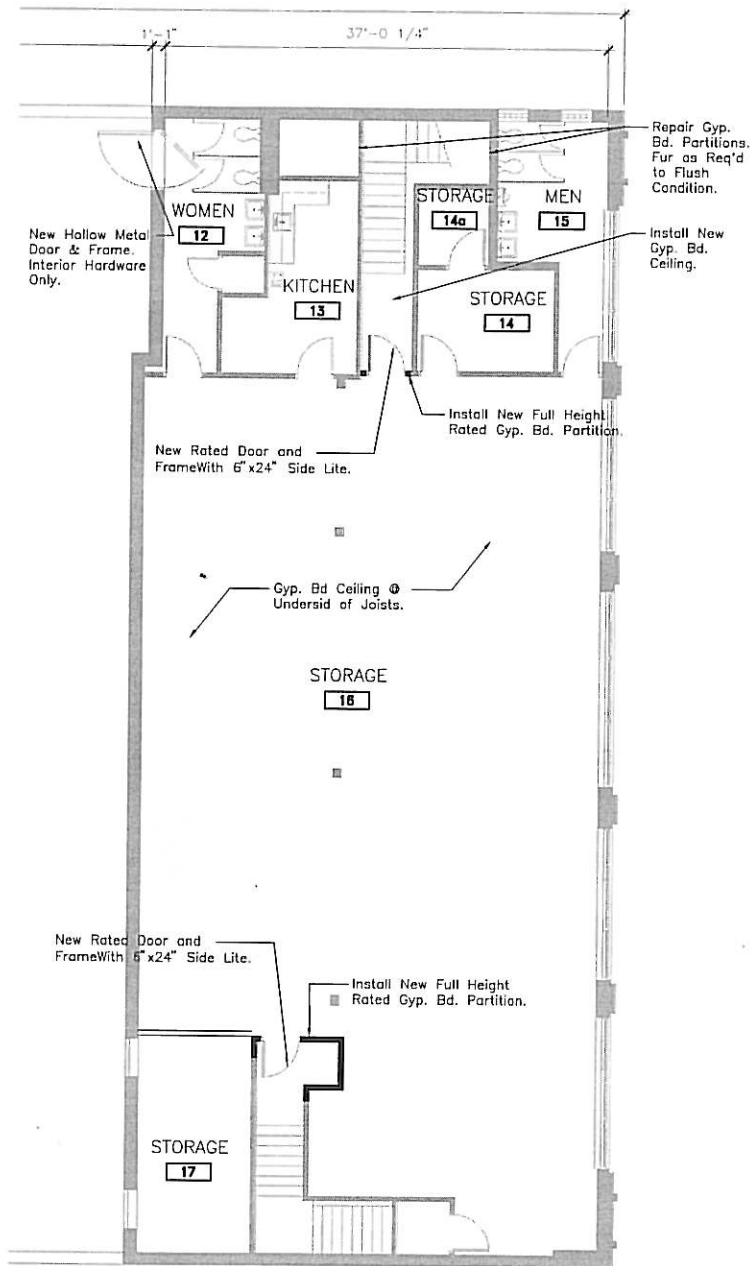 1'-1"
37'-0 1/4"
Repair Gyp.
Bd. Partitions.
Fur as Req'd
to Flush
Condition.
STORAGE
14a
MEN
15
WOMEN
12
New Hollow Metal
Door & Frame.
Interior Hardware
Only.
Install New
Gyp. Bd.
Ceiling.
KITCHEN
13
STORAGE
14
Install New Full Height
Rated Gyp. Bd. Partition.
New Rated Door and
FrameWith 6"x24" Side Lite.
Gyp. Bd Ceiling @
Undersid of Joists.
STORAGE
16
New Rated Door and
FrameWith 6"x24" Side Lite.
Install New Full Height
Rated Gyp. Bd. Partition.
STORAGE
17